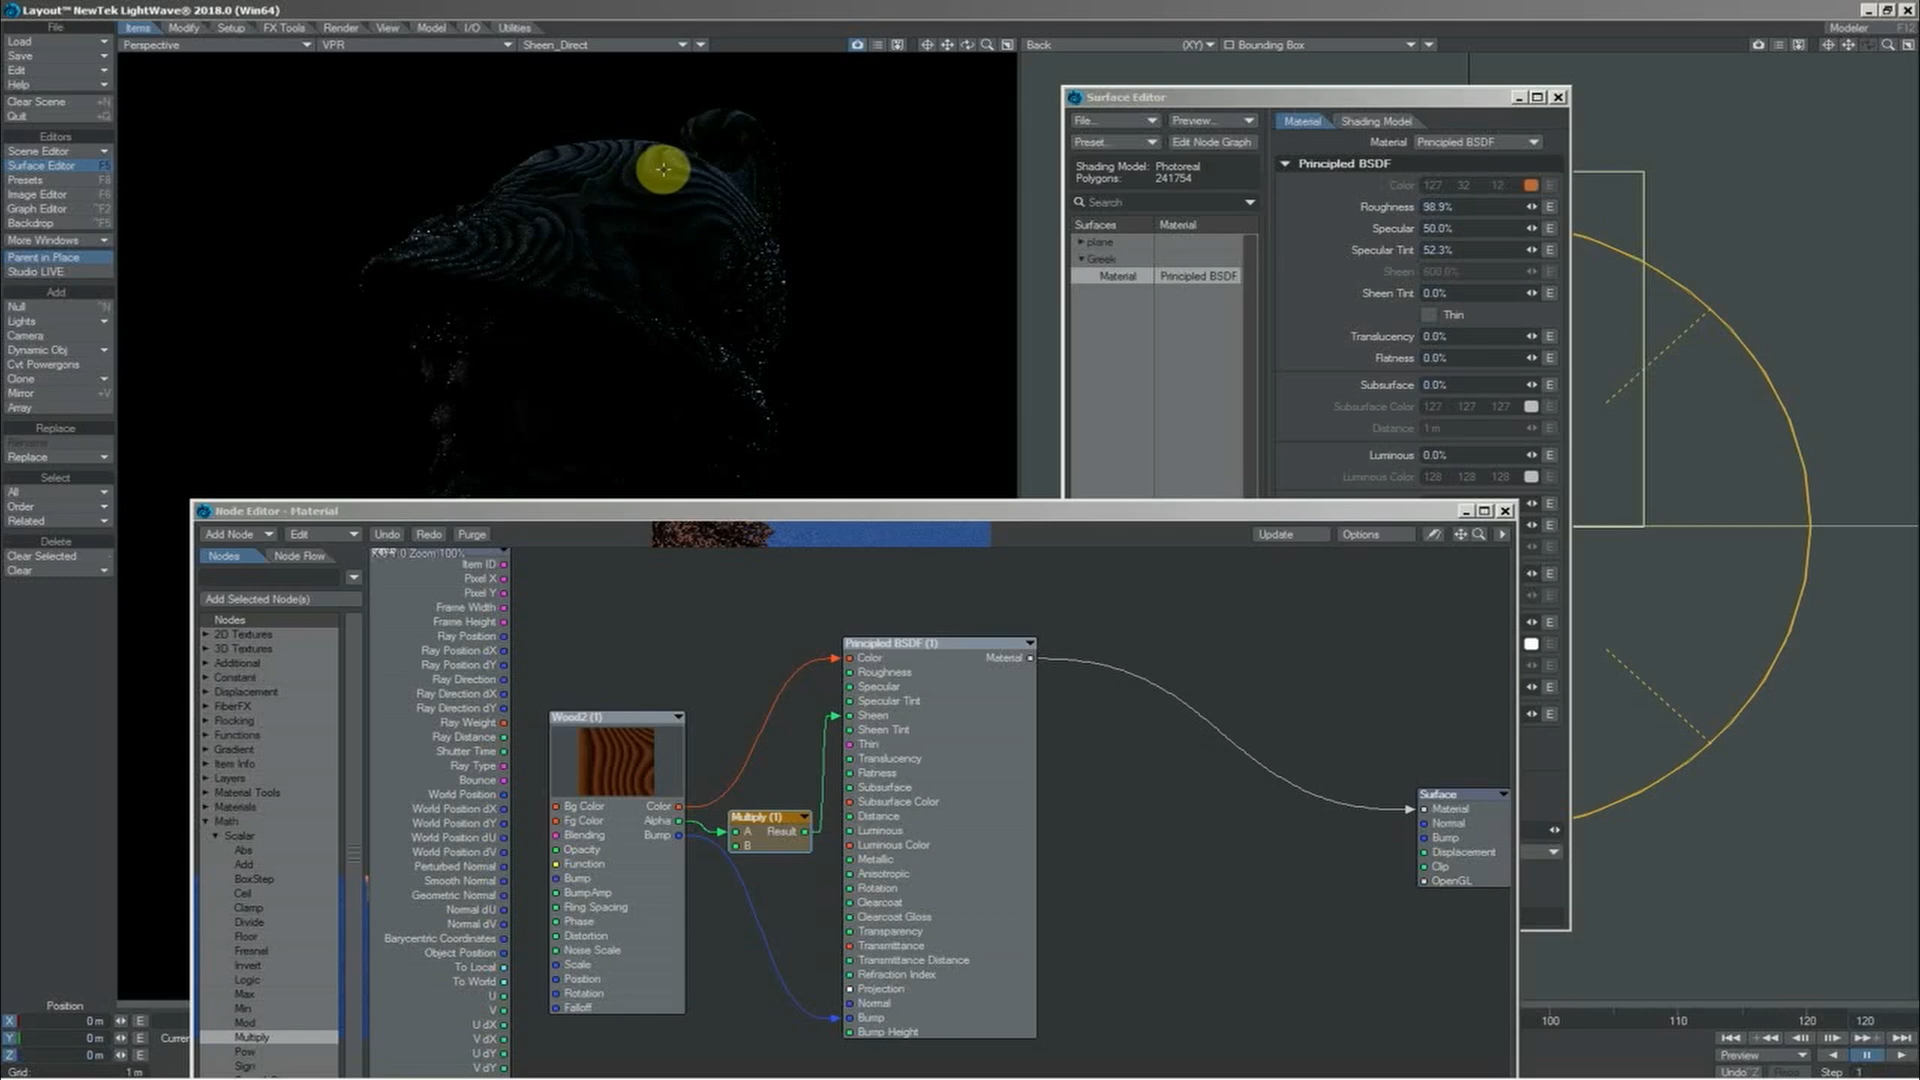 Layout™ NewTek LightWave® 2018.0 (Win64)
File
Items Modify Setup FX Tools Render View Model I/O Utilities
Modeler F12
Load
Save
Edit
Help
Clear Scene +N
Quit +Q
Editors
Scene Editor
Surface Editor F5
Presets F8
Image Editor F6
Graph Editor ^F2
Backdrop ^F5
More Windows
Parent in Place
Studio LIVE
Add
Null ^N
Lights
Camera
Dynamic Obj
Cvt Powergons
Clone
Mirror +V
Array
Replace
Rename
Replace
Select
All
Order
Related
Delete
Clear Selected -
Clear
Perspective VPR Sheen_Direct
Back (XY) Bounding Box
Surface Editor
File... Preview...
Preset... Edit Node Graph
Shading Model: Photoreal
Polygons: 241754
Search
Surfaces Material
plane
Greek
Material Principled BSDF
Material Shading Model
Material Principled BSDF
Principled BSDF
Color 127 32 12 E
Roughness 98.9% E
Specular 50.0% E
Specular Tint 52.3% E
Sheen 600.0% E
Sheen Tint 0.0% E
Thin
Translucency 0.0% E
Flatness 0.0% E
Subsurface 0.0% E
Subsurface Color 127 127 127 E
Distance 1 m E
Luminous 0.0% E
Luminous Color 128 128 128 E
Node Editor - Material
Add Node Edit Undo Redo Purge Update Options
Nodes Node Flow
Add Selected Node(s)
Nodes
2D Textures
3D Textures
Additional
Constant
Displacement
FiberFX
Flocking
Functions
Gradient
Item Info
Layers
Material Tools
Materials
Math
Scalar
Abs
Add
BoxStep
Ceil
Clamp
Divide
Floor
Fresnel
Invert
Logic
Max
Min
Mod
Multiply
Pow
Sign
Zoom:100%
Item ID
Pixel X
Pixel Y
Frame Width
Frame Height
Ray Position
Ray Position dX
Ray Position dY
Ray Direction
Ray Direction dX
Ray Direction dY
Ray Weight
Ray Distance
Shutter Time
Ray Type
Bounce
World Position
World Position dX
World Position dY
World Position dU
World Position dV
Perturbed Normal
Smooth Normal
Geometric Normal
Normal dU
Normal dV
Barycentric Coordinates
Object Position
To Local
To World
U
V
U dX
V dX
U dY
V dY
Wood2 (1)
Bg Color Color
Fg Color Alpha
Blending Bump
Opacity
Function
Bump
BumpAmp
Ring Spacing
Phase
Distortion
Noise Scale
Scale
Position
Rotation
Falloff
Multiply (1)
A Result
B
Principled BSDF (1)
Color Material
Roughness
Specular
Specular Tint
Sheen
Sheen Tint
Thin
Translucency
Flatness
Subsurface
Subsurface Color
Distance
Luminous
Luminous Color
Metallic
Anisotropic
Rotation
Clearcoat
Clearcoat Gloss
Transparency
Transmittance
Transmittance Distance
Refraction Index
Projection
Normal
Bump
Bump Height
Surface
Material
Normal
Bump
Displacement
Clip
OpenGL
Position
X 0 m E
Y 0 m E Currer
Z 0 m E
Grid: 1 m
100 110 120 120
Preview
Undo^Z Redo Step 1